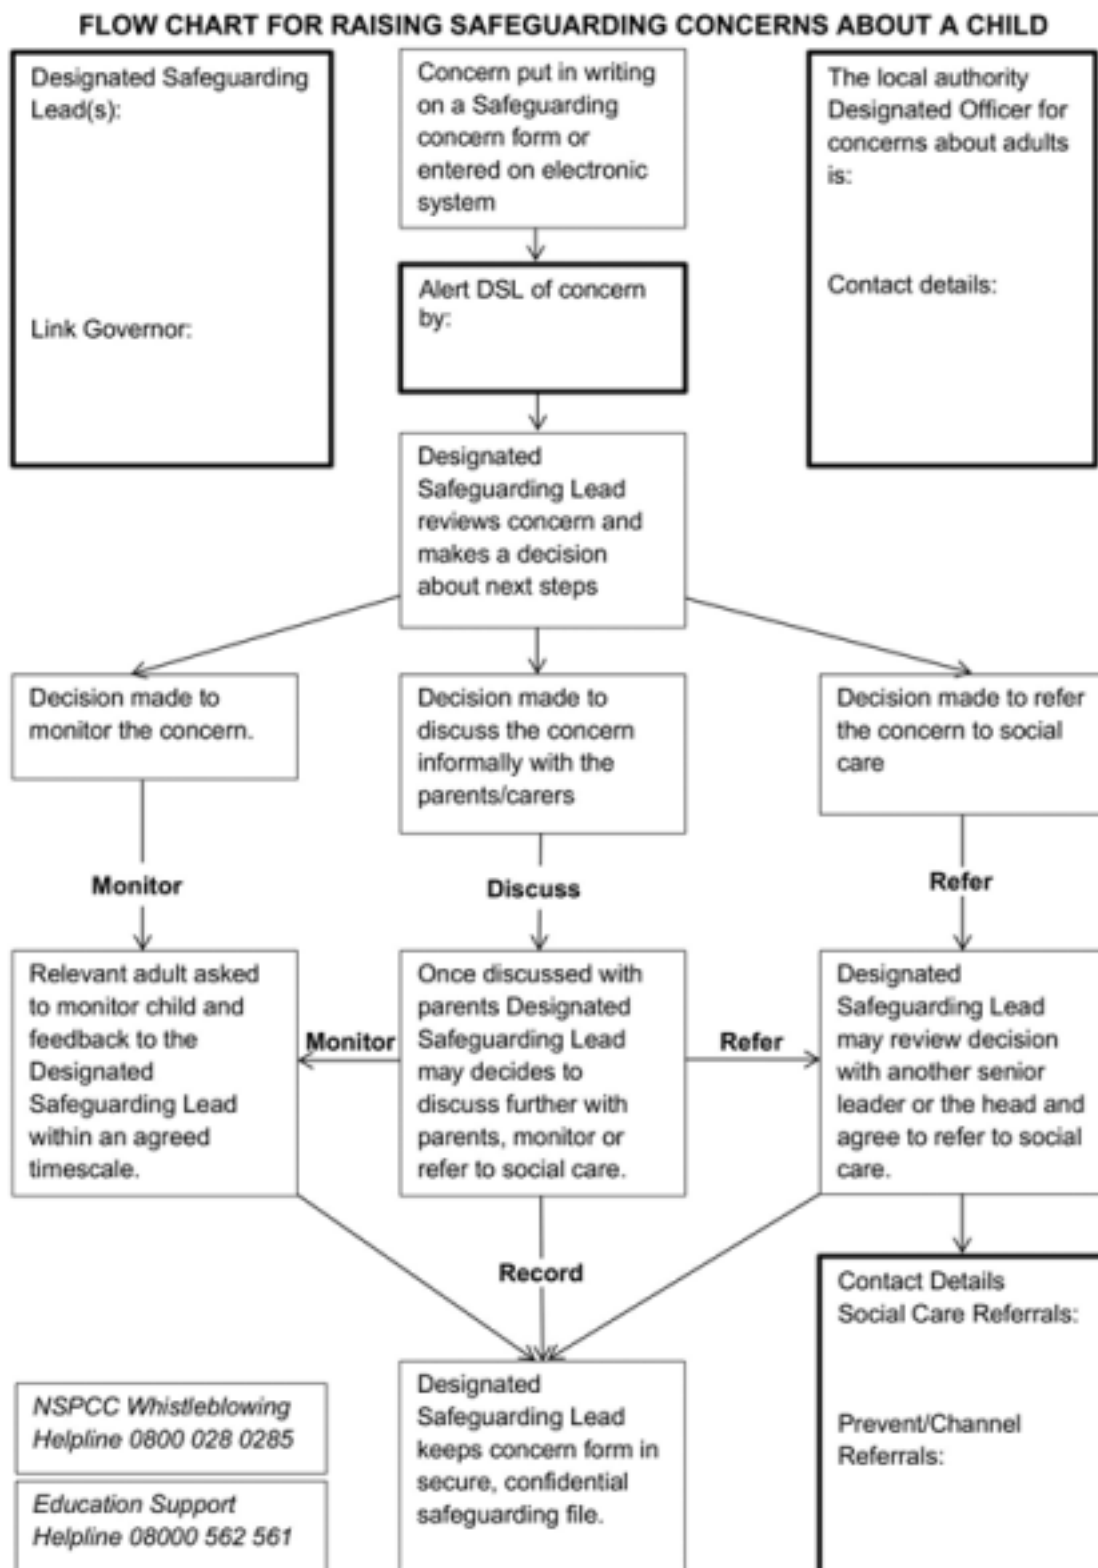 FLOW CHART FOR RAISING SAFEGUARDING CONCERNS ABOUT A CHILD
Designated Safeguarding
Lead(s):
Link Governor:
Concern put in writing
on a Safeguarding
concern form or
entered on electronic
system
The local authority
Designated Officer for
concerns about adults
is:
Contact details:
Alert DSL of concern
by:
Designated
Safeguarding Lead
reviews concern and
makes a decision
about next steps
Decision made to
monitor the concern.
Decision made to
discuss the concern
informally with the
parents/carers
Decision made to refer
the concern to social
care
Monitor
Discuss
Refer
Relevant adult asked
to monitor child and
feedback to the
Designated
Safeguarding Lead
within an agreed
timescale.
Monitor
Once discussed with
parents Designated
Safeguarding Lead
may decides to
discuss further with
parents, monitor or
refer to social care.
Refer
Designated
Safeguarding Lead
may review decision
with another senior
leader or the head and
agree to refer to social
care.
Record
Contact Details
Social Care Referrals:
Prevent/Channel
Referrals:
Designated
Safeguarding Lead
keeps concern form in
secure, confidential
safeguarding file.
NSPCC Whistleblowing
Helpline 0800 028 0285
Education Support
Helpline 08000 562 561